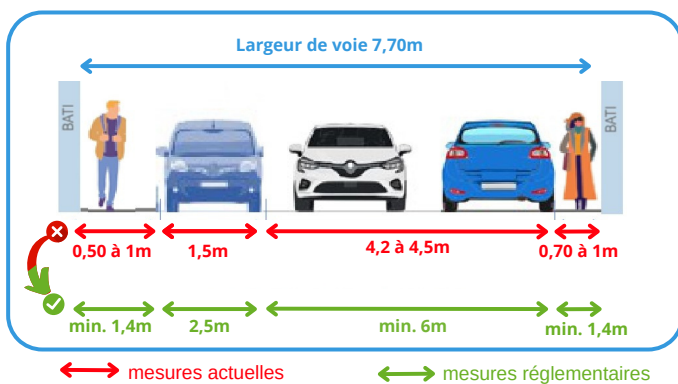 Largeur de voie 7,70m
BATI
BATI
0,50 à 1m
1,5m
4,2 à 4,5m
0,70 à 1m
min. 1,4m
2,5m
min. 6m
min. 1,4m
mesures actuelles
mesures réglementaires